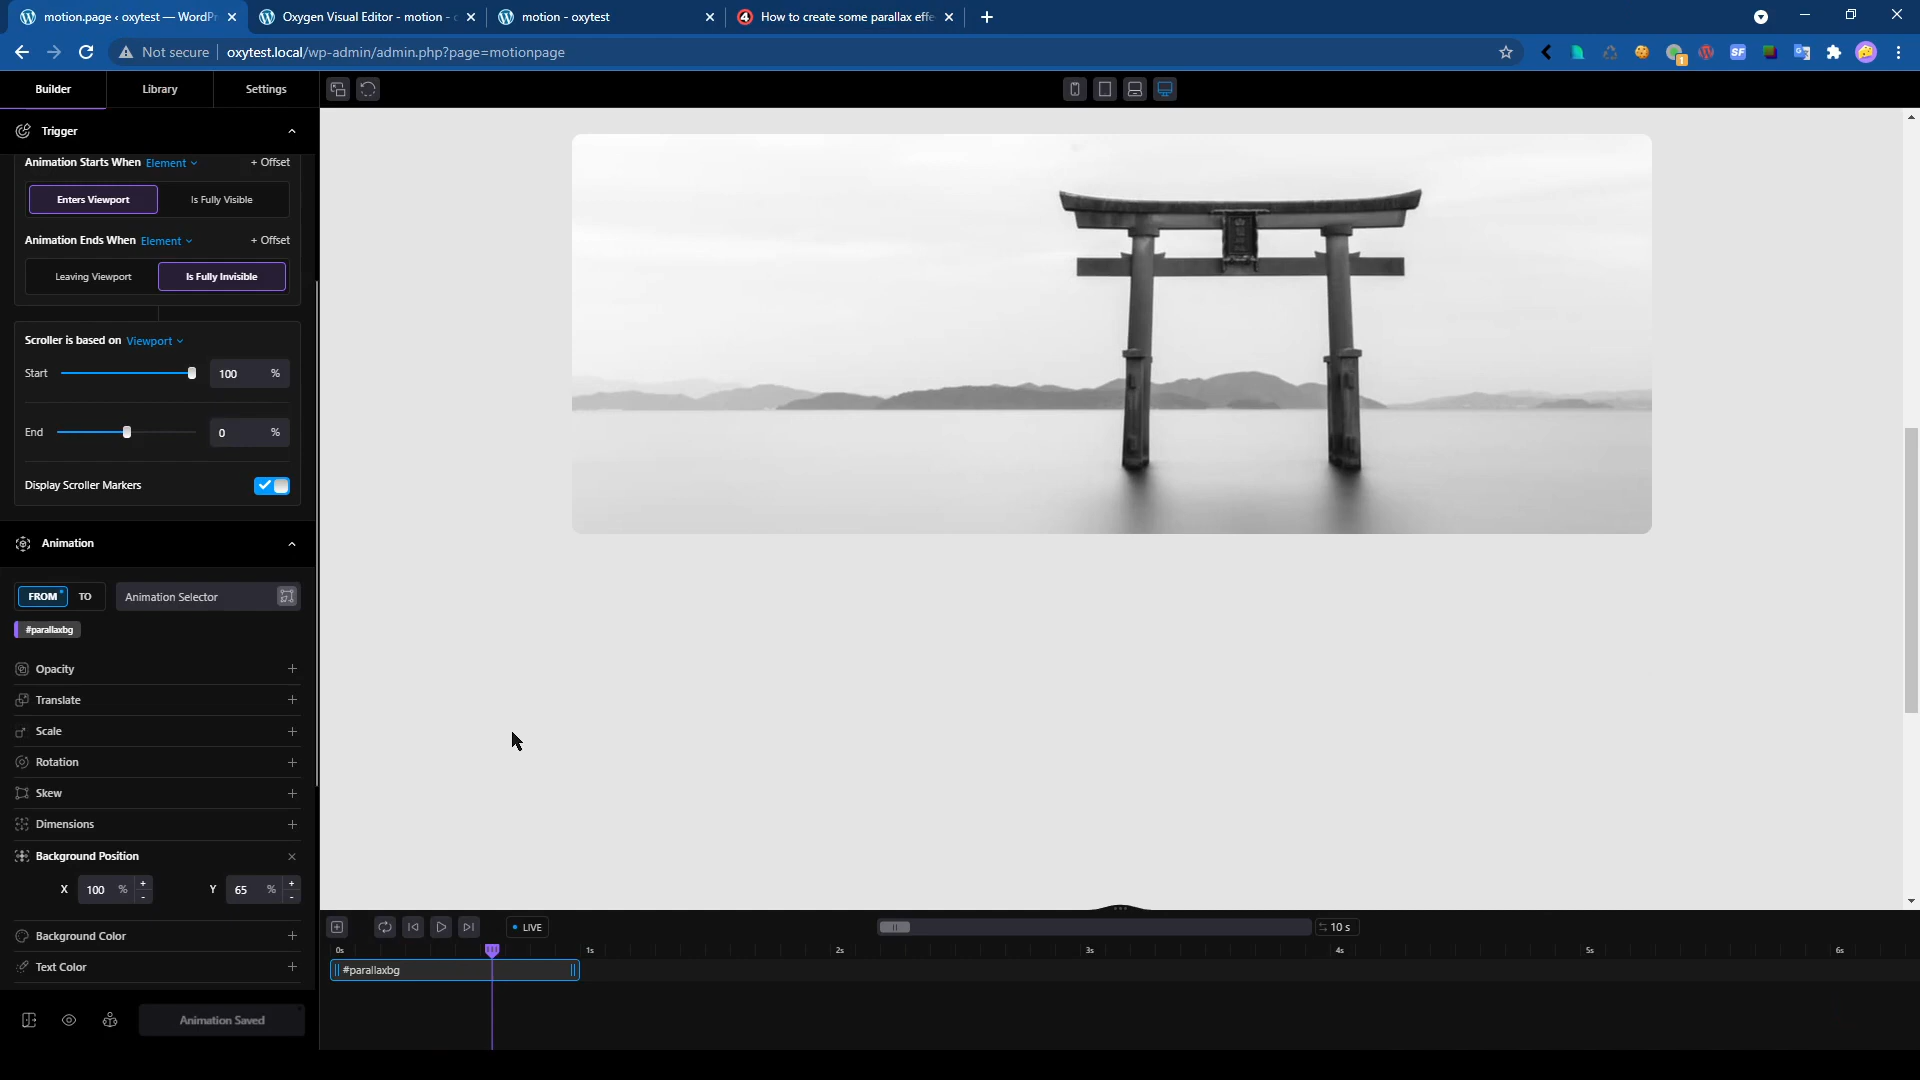 motion.page ‹ oxytest — WordPr
Oxygen Visual Editor - motion - o
motion - oxytest
How to create some parallax effe
Not secure
oxytest.local/wp-admin/admin.php?page=motionpage
SF
1
Builder
Library
Settings
Trigger
Animation Starts When Element
+ Offset
Enters Viewport
Is Fully Visible
Animation Ends When Element
+ Offset
Leaving Viewport
Is Fully Invisible
Scroller is based on Viewport
Start
100 %
End
0 %
Display Scroller Markers
Animation
FROM
TO
Animation Selector
#parallaxbg
Opacity
Translate
Scale
Rotation
Skew
Dimensions
Background Position
X 100 % + -
Y 65 % + -
Background Color
Text Color
Animation Saved
LIVE
10 s
0s 1s 2s 3s 4s 5s 6s
#parallaxbg